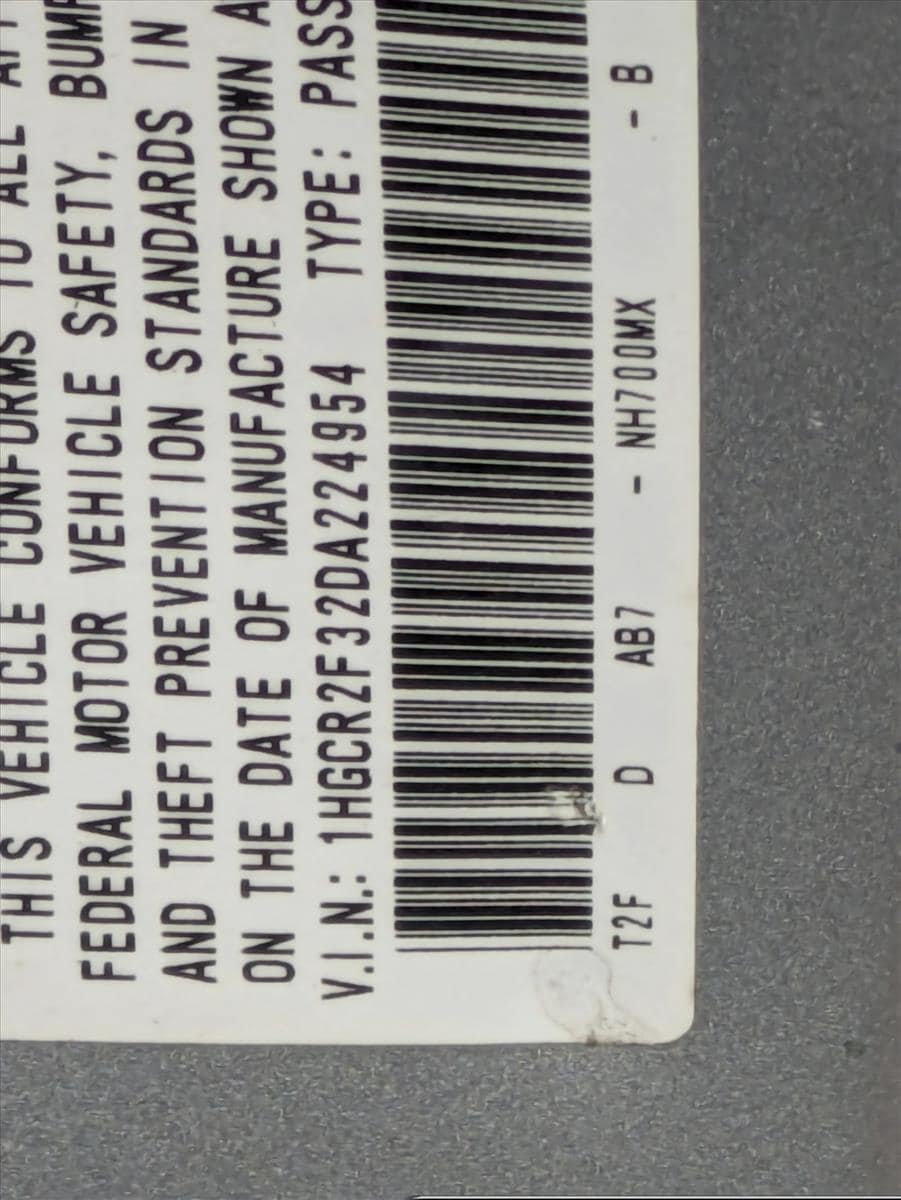 THIS VEHICLE CONFORMS TO ALL
FEDERAL MOTOR VEHICLE SAFETY,
AND THEFT PREVENTION STANDARDS IN
ON THE DATE OF MANUFACTURE SHOWN A
V.I.N.: 1HGCR2F32DA224954 TYPE: PASS
T2F D AB7 - NH700MX - B